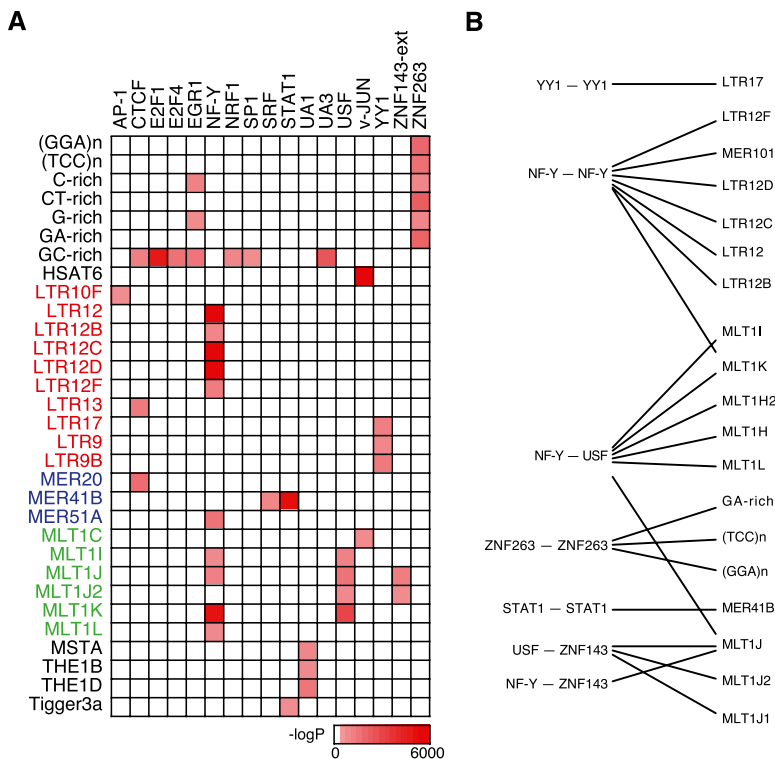 A
AP-1
CTCF
E2F1
E2F4
EGR1
NF-Y
NRF1
SP1
SRF
STAT1
UA1
UA3
USF
v-JUN
YY1
ZNF143-ext
ZNF263
(GGA)n
(TCC)n
C-rich
CT-rich
G-rich
GA-rich
GC-rich
HSAT6
LTR10F
LTR12
LTR12B
LTR12C
LTR12D
LTR12F
LTR13
LTR17
LTR9
LTR9B
MER20
MER41B
MER51A
MLT1C
MLT1I
MLT1J
MLT1J2
MLT1K
MLT1L
MSTA
THE1B
THE1D
Tigger3a
-logP
0 6000
B
YY1 — YY1
NF-Y — NF-Y
NF-Y — USF
ZNF263 — ZNF263
STAT1 — STAT1
USF — ZNF143
NF-Y — ZNF143
LTR17
LTR12F
MER101
LTR12D
LTR12C
LTR12
LTR12B
MLT1I
MLT1K
MLT1H2
MLT1H
MLT1L
GA-rich
(TCC)n
(GGA)n
MER41B
MLT1J
MLT1J2
MLT1J1